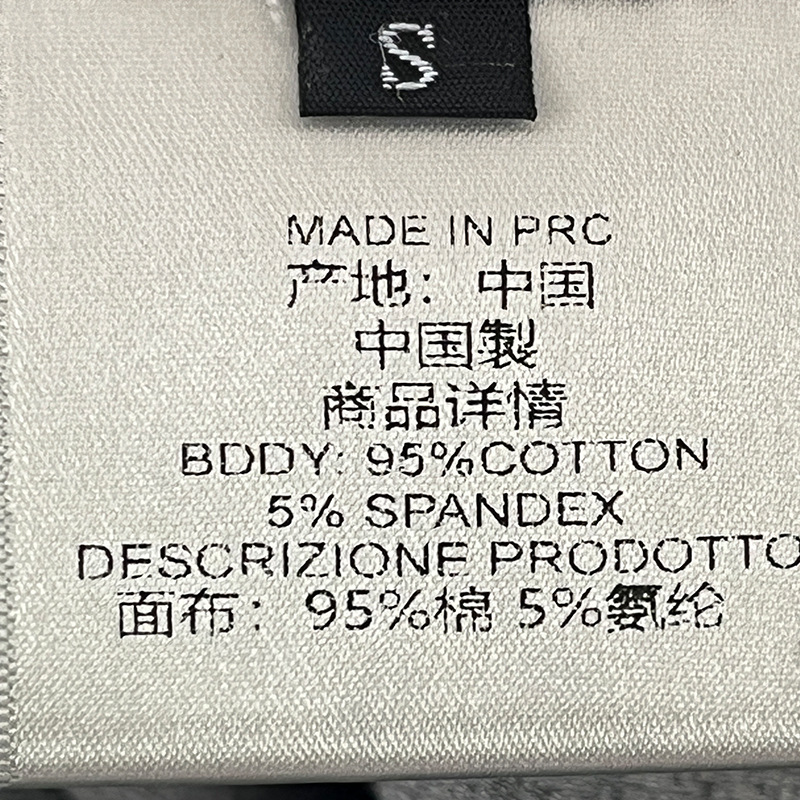 S
MADE IN PRC
产地：中国
中国製
商品详情
BDDY: 95%COTTON
5% SPANDEX
DESCRIZIONE PRODOTTO
面布：95%棉 5%氨纶